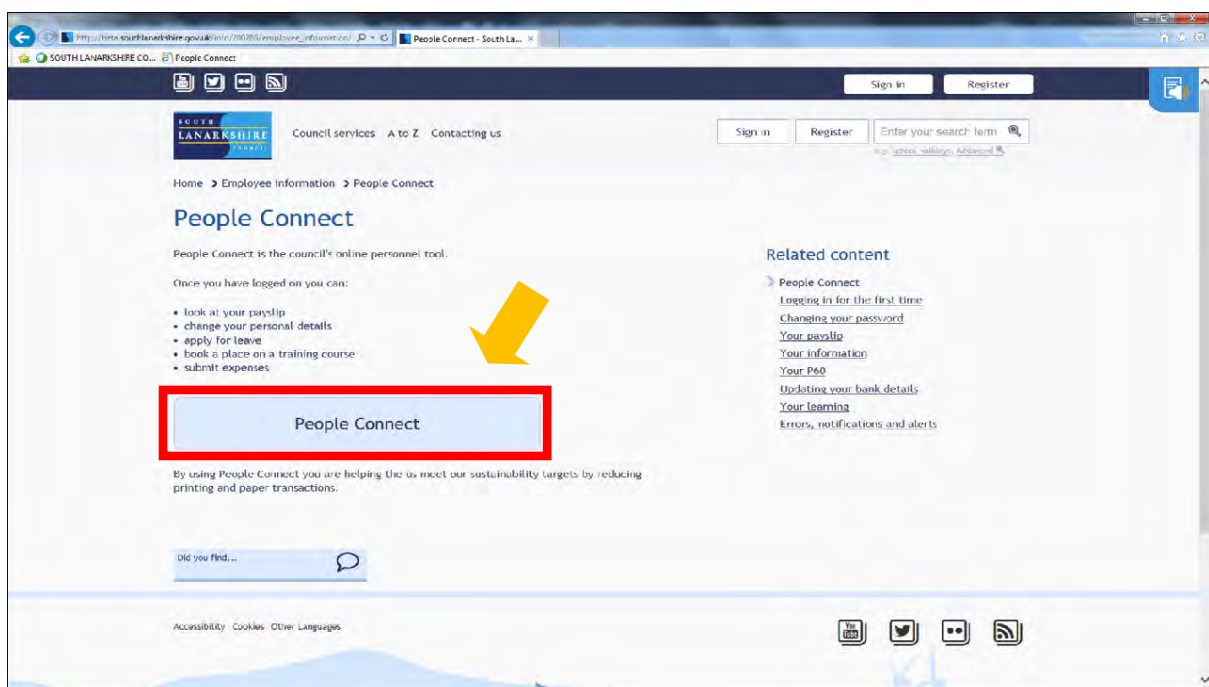 People Connect - South La...
SOUTH LANARKSHIRE CO... People Connect
Sign in Register
SOUTH
LANARKSHIRE
COUNCIL
Council services A to Z Contacting us
Sign in Register Enter your search term
e.g. school holidays, Advanced
Home > Employee information > People Connect
People Connect
People Connect is the council's online personnel tool.
Once you have logged on you can:
• look at your payslip
• change your personal details
• apply for leave
• book a place on a training course
• submit expenses
People Connect
By using People Connect you are helping the us meet our sustainability targets by reducing
printing and paper transactions.
Related content
People Connect
Logging in for the first time
Changing your password
Your payslip
Your information
Your P60
Updating your bank details
Your learning
Errors, notifications and alerts
Did you find...
Accessibility Cookies Other Languages
You
Tube